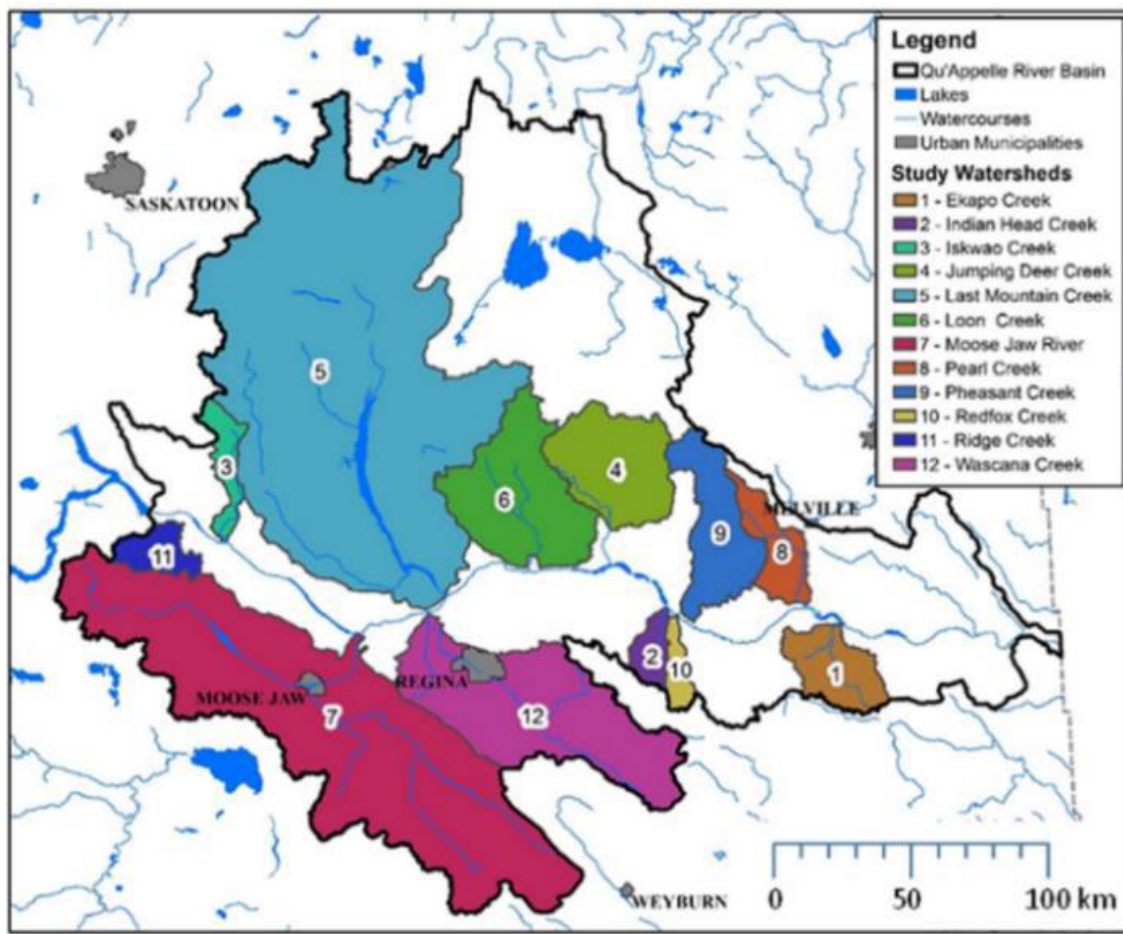 Legend
Qu'Appelle River Basin
Lakes
Watercourses
Urban Municipalities
Study Watersheds
1 - Ekapo Creek
2 - Indian Head Creek
3 - Iskwao Creek
4 - Jumping Deer Creek
5 - Last Mountain Creek
6 - Loon Creek
7 - Moose Jaw River
8 - Pearl Creek
9 - Pheasant Creek
10 - Redfox Creek
11 - Ridge Creek
12 - Wascana Creek
SASKATOON
5
3
4
6
MELVILLE
9
11
8
2
10
REGINA
1
MOOSE JAW
7
12
WEYBURN
0 50 100 km